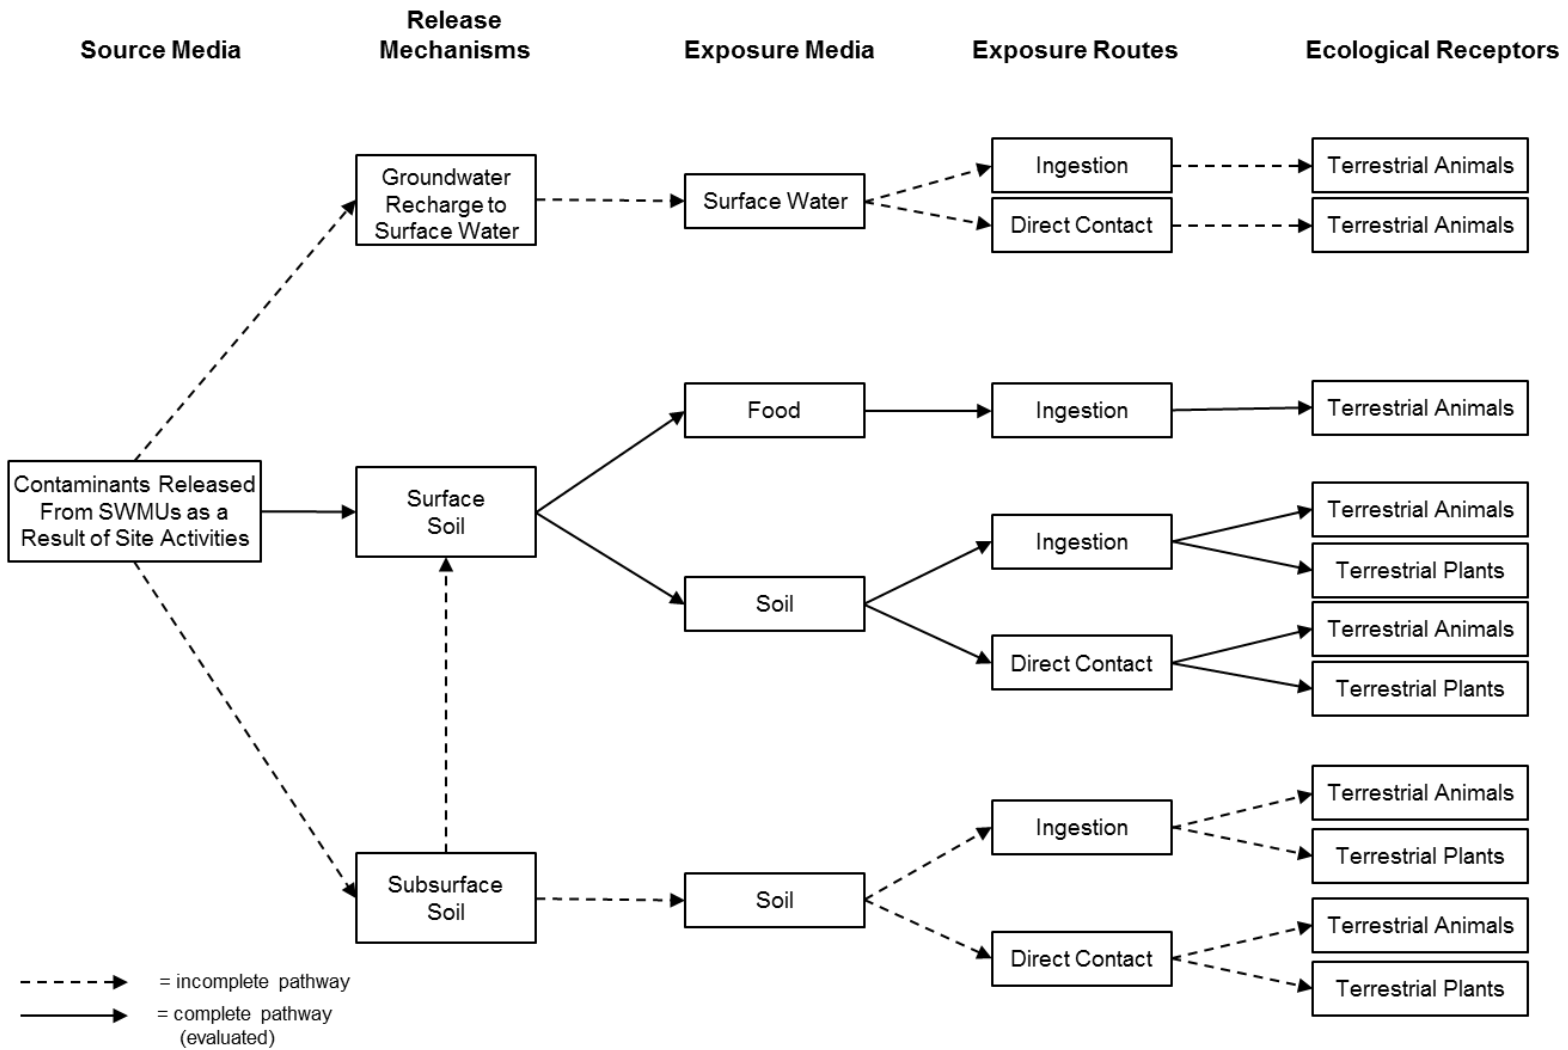 Source Media
Release
Mechanisms
Exposure Media
Exposure Routes
Ecological Receptors
Groundwater
Recharge to
Surface Water
Surface Water
Ingestion
Terrestrial Animals
Direct Contact
Terrestrial Animals
Food
Ingestion
Terrestrial Animals
Contaminants Released
From SWMUs as a
Result of Site Activities
Surface
Soil
Soil
Ingestion
Terrestrial Animals
Terrestrial Plants
Direct Contact
Terrestrial Animals
Terrestrial Plants
Subsurface
Soil
Soil
Ingestion
Terrestrial Animals
Terrestrial Plants
Direct Contact
Terrestrial Animals
Terrestrial Plants
= incomplete pathway
= complete pathway
(evaluated)